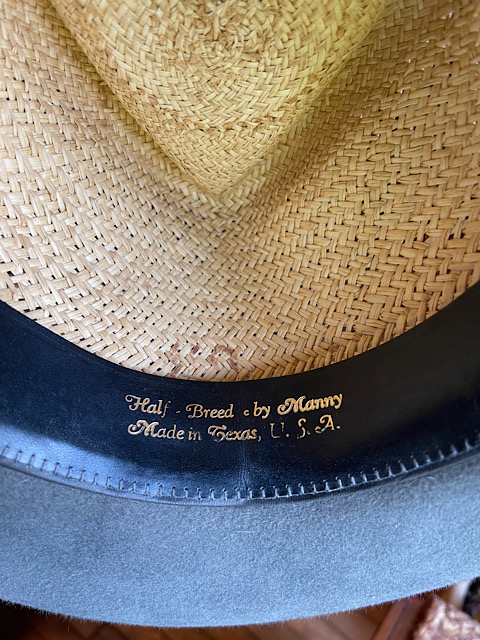 Half - Breed by Manny
Made in Texas, U. S. A.